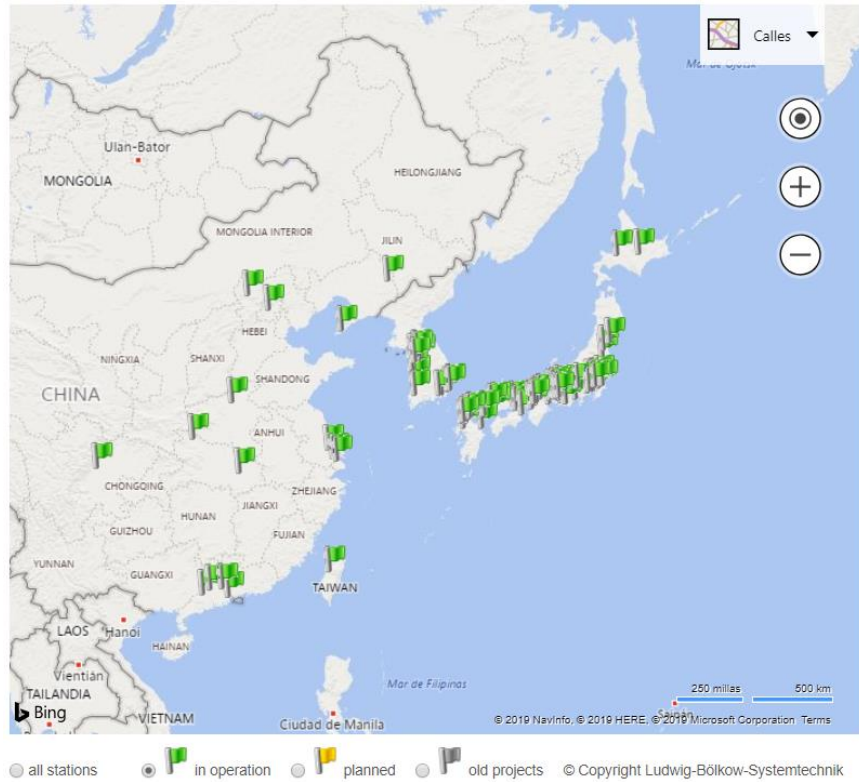 Calles
Mar de Ojotsk
Ulan-Bator
MONGOLIA
HEILONGJIANG
MONGOLIA INTERIOR
JILIN
HEBEI
NINGXIA
SHANXI
SHANDONG
CHINA
ANHUI
CHONGQING
ZHEJIANG
HUNAN
JIANGXI
GUIZHOU
FUJIAN
YUNNAN
GUANGXI
TAIWAN
LAOS
Hanoi
HAINAN
Vientián
TAILANDIA
Mar de Filipinas
250 millas 500 km
Saipán
Bing
VIETNAM
Ciudad de Manila
© 2019 NavInfo, © 2019 HERE, © 2019 Microsoft Corporation Terms
all stations in operation planned old projects © Copyright Ludwig-Bölkow-Systemtechnik